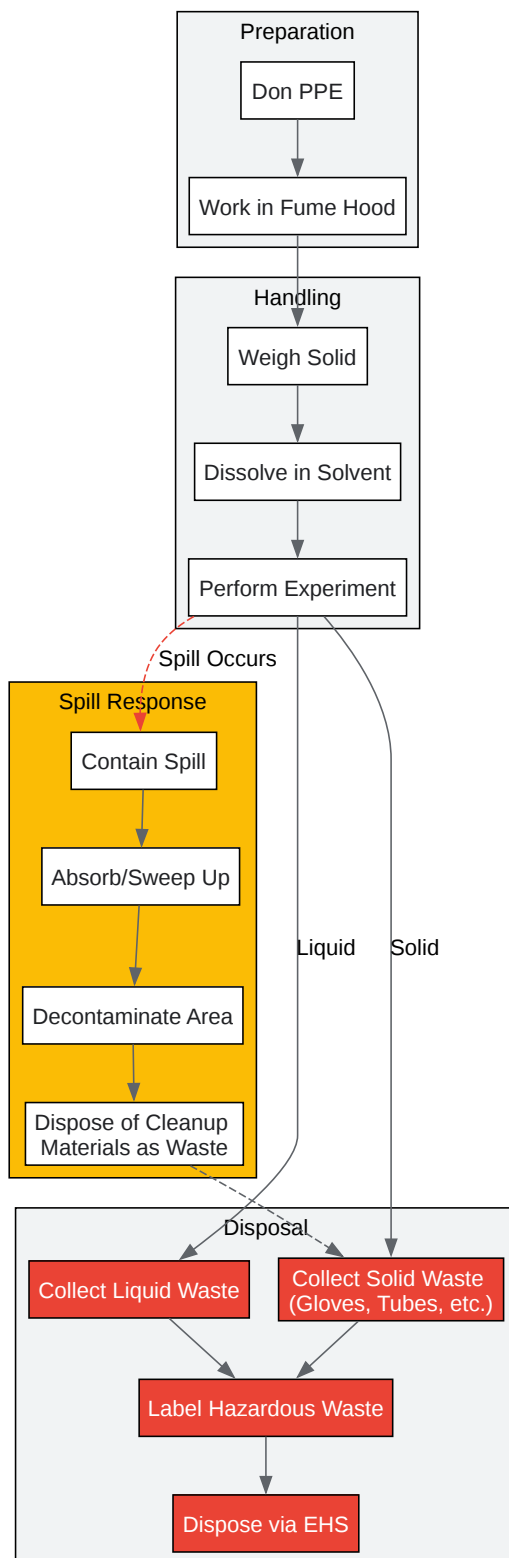 Preparation
Don PPE
Work in Fume Hood
Handling
Weigh Solid
Dissolve in Solvent
Perform Experiment
Spill Occurs
Spill Response
Contain Spill
Absorb/Sweep Up
Liquid
Solid
Decontaminate Area
Dispose of Cleanup
Materials as Waste
Disposal
Collect Liquid Waste
Collect Solid Waste
(Gloves, Tubes, etc.)
Label Hazardous Waste
Dispose via EHS